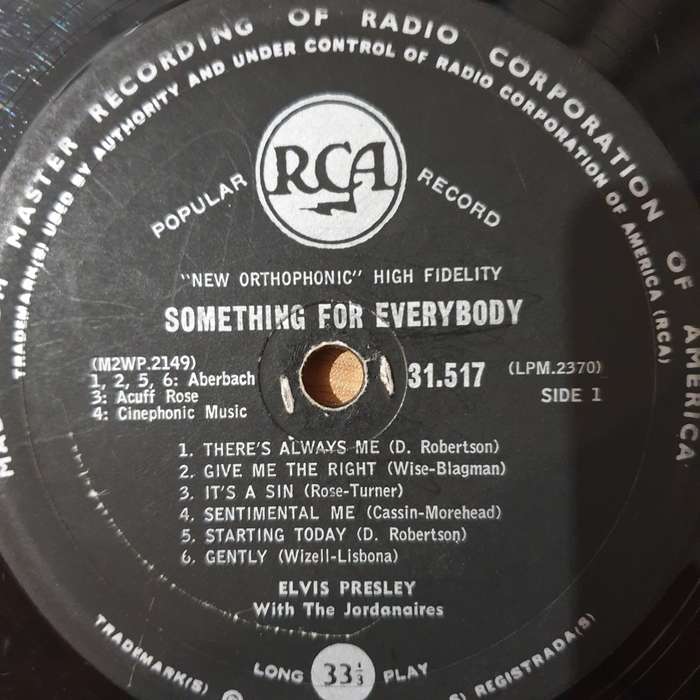 MASTER RECORDING OF RADIO CORPORATION OF AMERICA
TRADEMARK(S) USED BY AUTHORITY AND UNDER CONTROL OF RADIO CORPORATION OF AMERICA (RCA)
RCA
POPULAR RECORD
"NEW ORTHOPHONIC" HIGH FIDELITY
SOMETHING FOR EVERYBODY
(M2WP.2149)
1, 2, 5, 6: Aberbach
3: Acuff Rose
4: Cinephonic Music
31.517 (LPM.2370)
SIDE 1
1. THERE'S ALWAYS ME (D. Robertson)
2. GIVE ME THE RIGHT (Wise-Blagman)
3. IT'S A SIN (Rose-Turner)
4. SENTIMENTAL ME (Cassin-Morehead)
5. STARTING TODAY (D. Robertson)
6. GENTLY (Wizell-Lisbona)
ELVIS PRESLEY
With The Jordanaires
LONG 33⅓ PLAY
TRADEMARK(S) REGISTRADA(S)